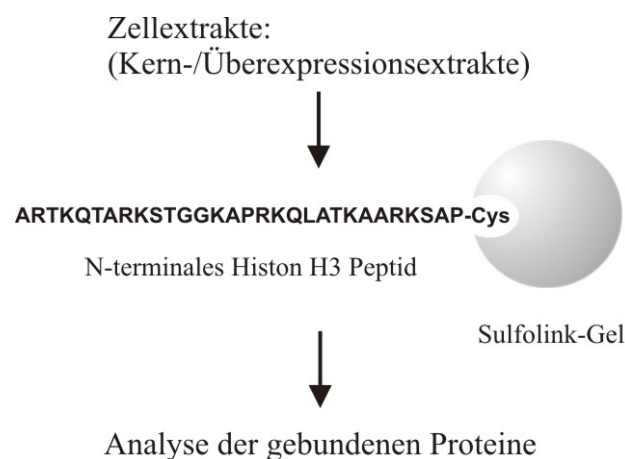 Zellextrakte:
(Kern-/Überexpressionsextrakte)
ARTKQTARKSTGGKAPRKQLATKAARKSAP-Cys
N-terminales Histon H3 Peptid
Sulfolink-Gel
Analyse der gebundenen Proteine